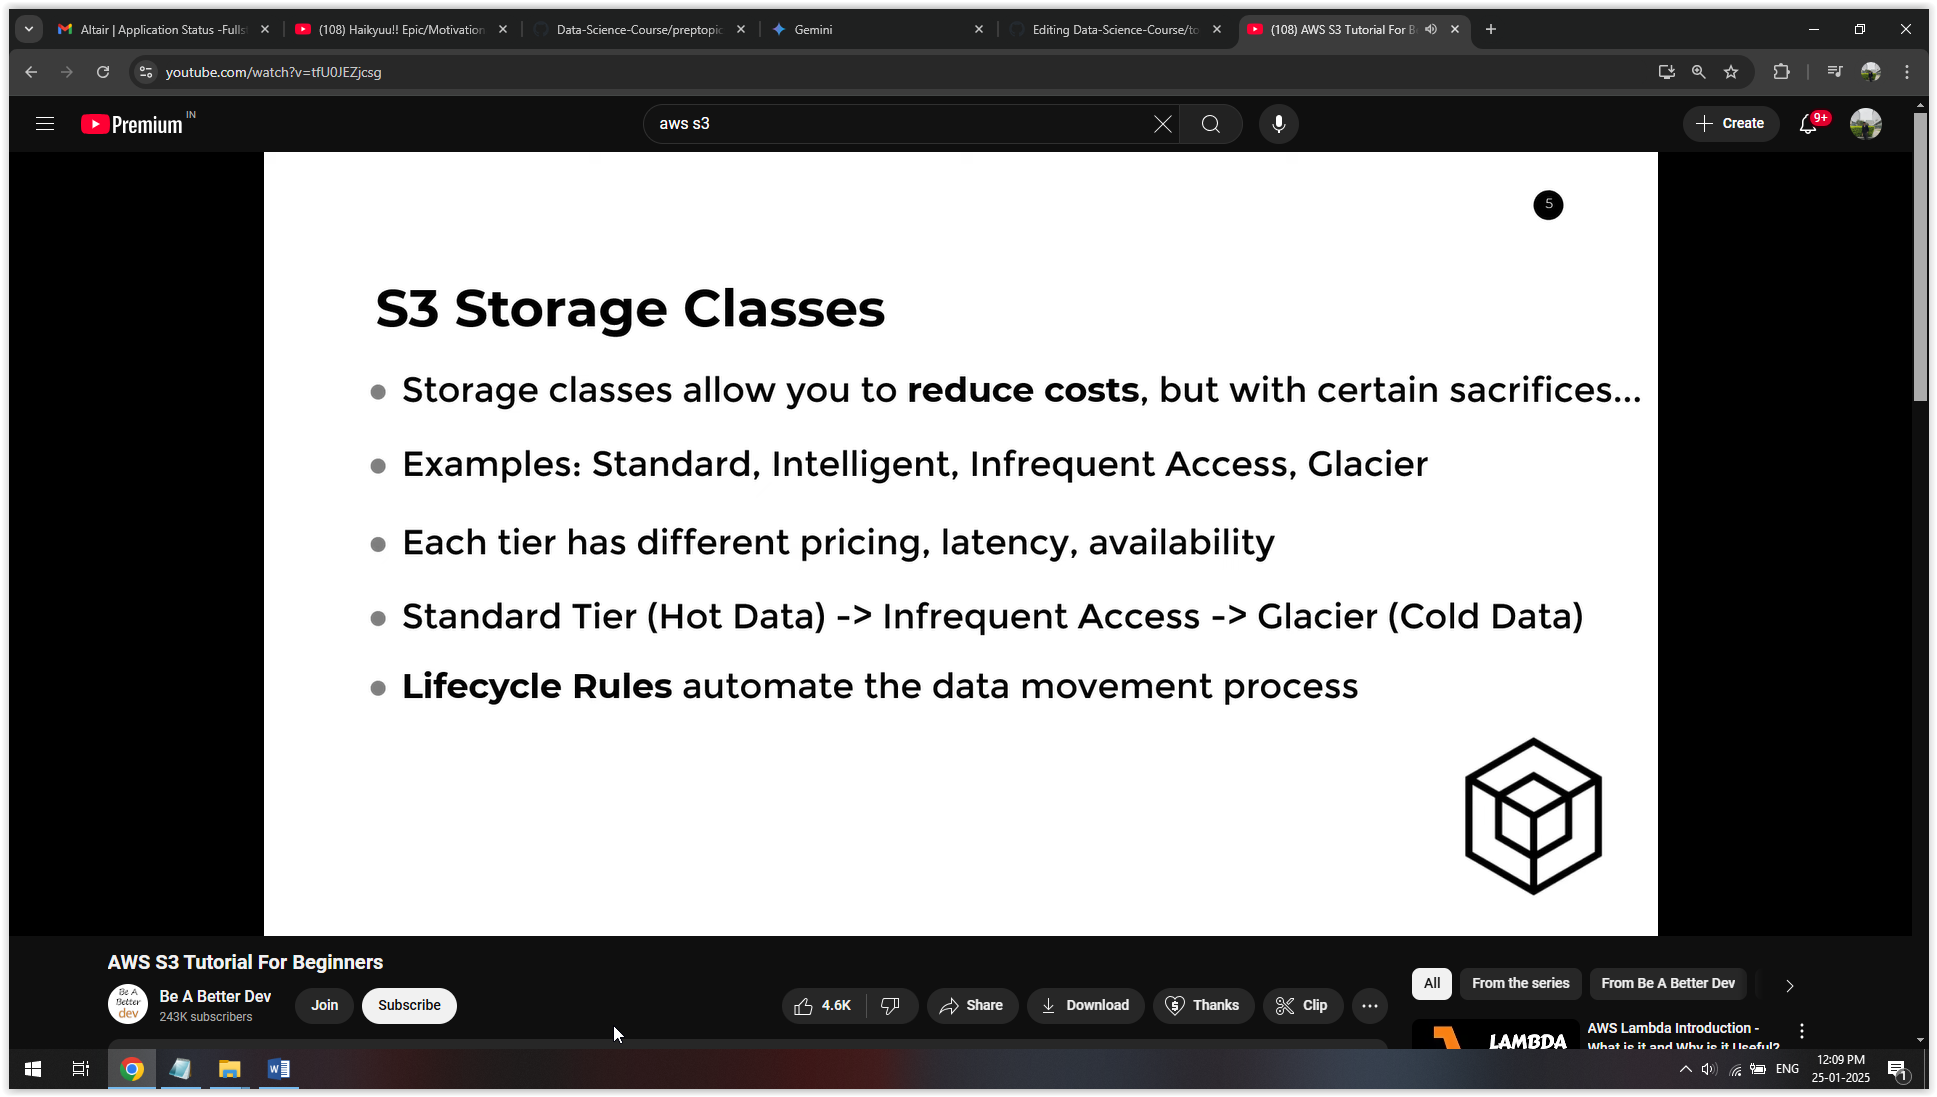 Altair | Application Status -Fulls
(108) Haikyuu!! Epic/Motivation
Data-Science-Course/preptopic
Gemini
Editing Data-Science-Course/to
(108) AWS S3 Tutorial For B
youtube.com/watch?v=tfU0JEZjcsg
Premium IN
aws s3
Create
9+
5
S3 Storage Classes
Storage classes allow you to reduce costs, but with certain sacrifices...
Examples: Standard, Intelligent, Infrequent Access, Glacier
Each tier has different pricing, latency, availability
Standard Tier (Hot Data) -> Infrequent Access -> Glacier (Cold Data)
Lifecycle Rules automate the data movement process
AWS S3 Tutorial For Beginners
Be A
Better
dev
Be A Better Dev
243K subscribers
Join
Subscribe
4.6K
Share
Download
Thanks
Clip
All
From the series
From Be A Better Dev
LAMBDA
AWS Lambda Introduction -
What is it and Why is it Useful?
W
ENG
12:09 PM
25-01-2025
1